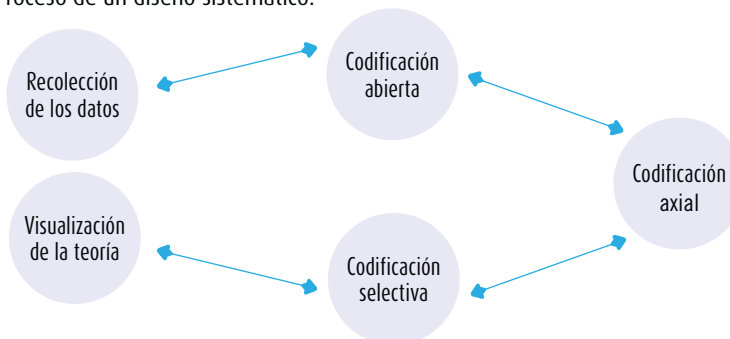 roceso de un diseño sistemático.
Recolección
de los datos
Codificación
abierta
Codificación
axial
Codificación
selectiva
Visualización
de la teoría